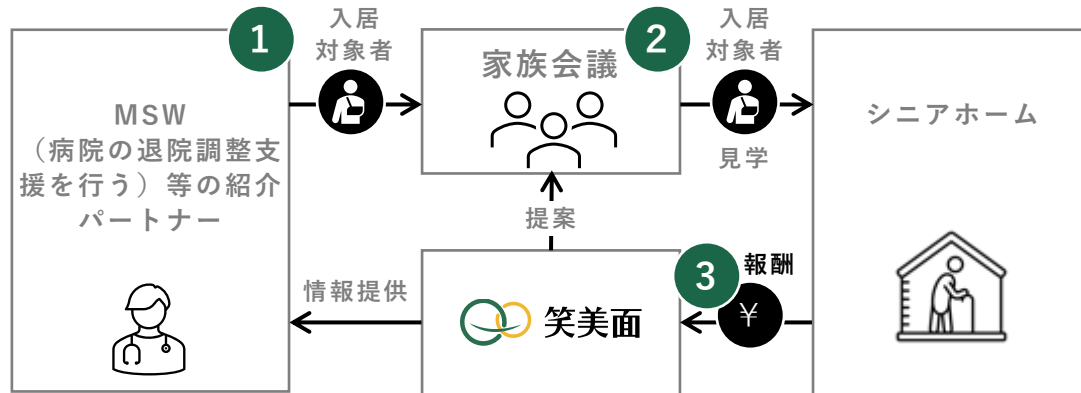 1
入居
対象者
家族会議
2
入居
対象者
見学
シニアホーム
MSW
（病院の退院調整支
援を行う）等の紹介
パートナー
提案
情報提供
笑美面
3
報酬
¥